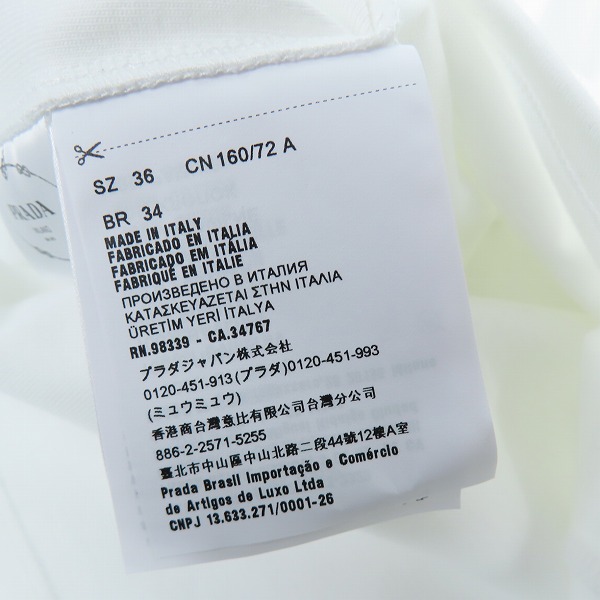 SZ 36 CN 160/72 A
BR 34
MADE IN ITALY
FABRICADO EN ITALIA
FABRICADO EM ITÁLIA
FABRIQUÉ EN ITALIE
ПРОИЗВЕДЕНО В ИТАЛИЯ
ΚΑΤΑΣΚΕΥΑΖΕΤΑΙ ΣΤΗΝ ΙΤΑΛΙΑ
ÜRETİM YERİ İTALYA
RN.98339 - CA.34767
プラダジャパン株式会社
0120-451-913(プラダ)0120-451-993
(ミュウミュウ)
香港商台灣意比有限公司台灣分公司
886-2-2571-5255
臺北市中山區中山北路二段44號12樓A室
Prada Brasil Importação e Comércio
de Artigos de Luxo Ltda
CNPJ 13.633.271/0001-26
PRADA